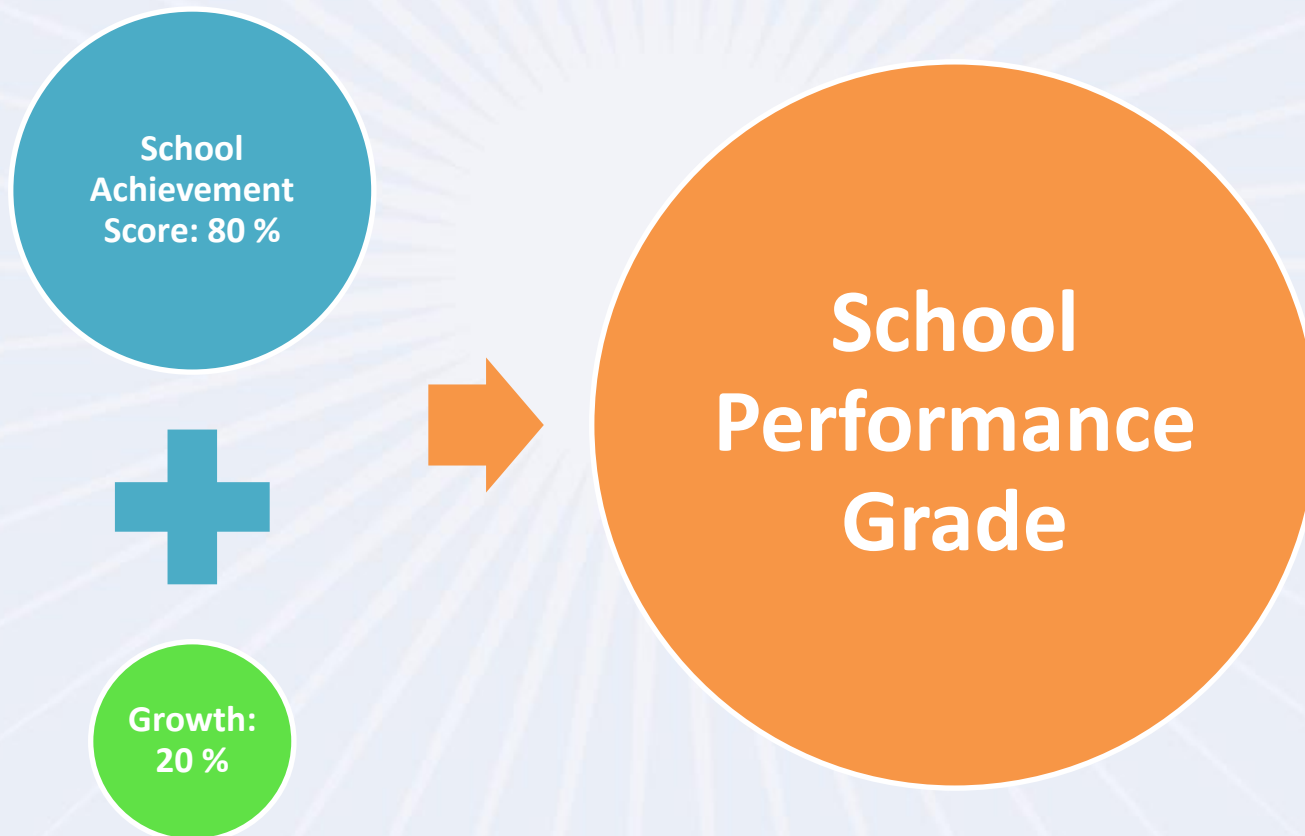 School
Achievement
Score: 80 %
Growth:
20 %
School
Performance
Grade